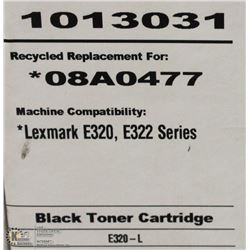 1013031
Recycled Replacement For:
*08A0477
Machine Compatibility:
*Lexmark E320, E322 Series
Black Toner Cartridge
E320-L